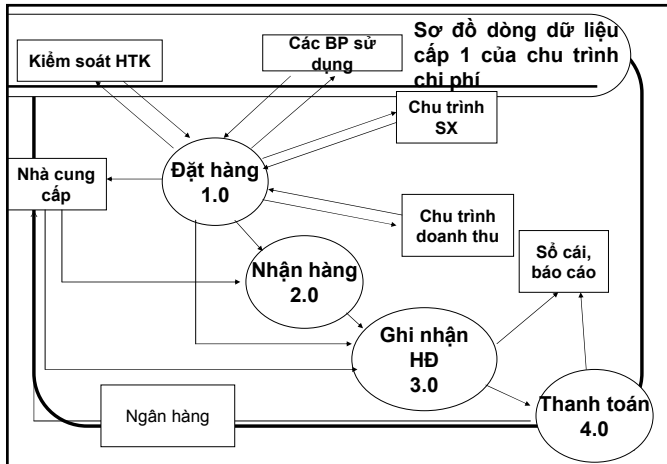 Sơ đồ dòng dữ liệu
cấp 1 của chu trình
chi phí
Kiểm soát HTK
Các BP sử
dụng
Chu trình
SX
Nhà cung
cấp
Đặt hàng
1.0
Chu trình
doanh thu
Sổ cái,
báo cáo
Nhận hàng
2.0
Ghi nhận
HĐ
3.0
Ngân hàng
Thanh toán
4.0